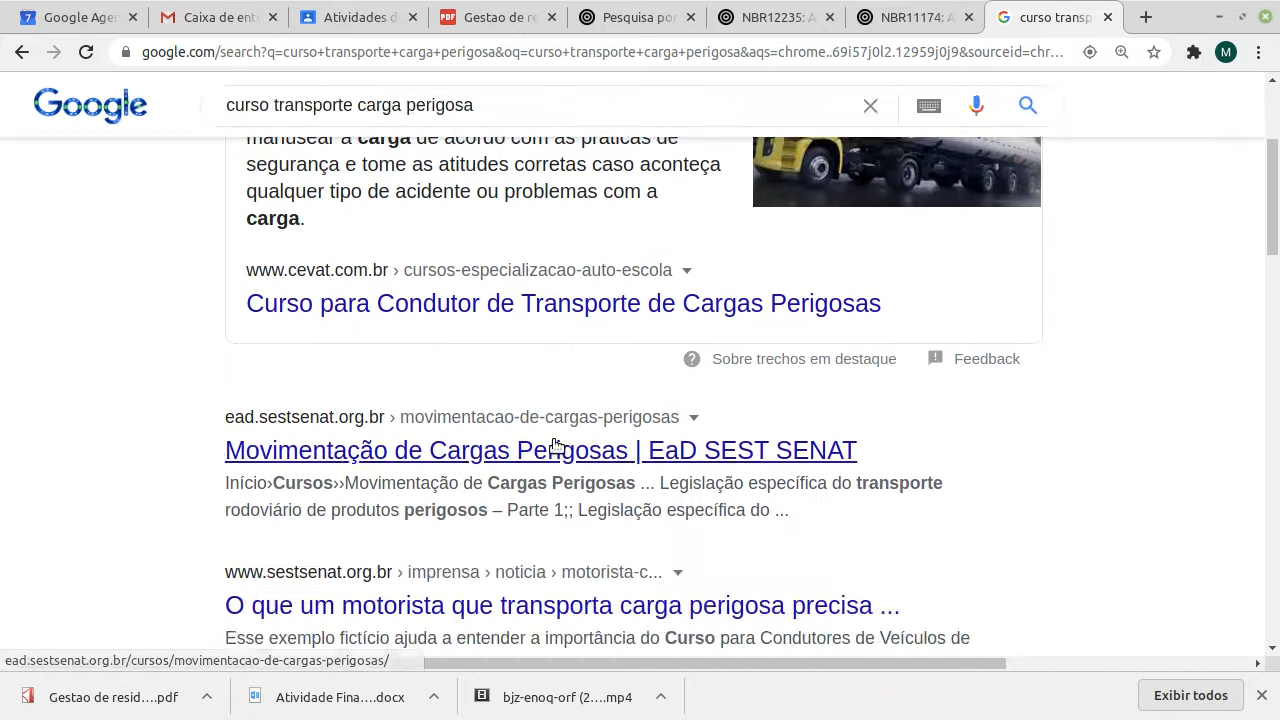 Google Agen
Caixa de ent
Atividades d
Gestao de re
Pesquisa por
NBR12235: A
NBR11174: A
curso transp
google.com/search?q=curso+transporte+carga+perigosa&oq=curso+transporte+carga+perigosa&aqs=chrome..69i57j0l2.12959j0j9&sourceid=chr...
M
Google
curso transporte carga perigosa
manusear a carga de acordo com as práticas de
segurança e tome as atitudes corretas caso aconteça
qualquer tipo de acidente ou problemas com a
carga.
www.cevat.com.br › cursos-especializacao-auto-escola
Curso para Condutor de Transporte de Cargas Perigosas
Sobre trechos em destaque
Feedback
ead.sestsenat.org.br › movimentacao-de-cargas-perigosas
Movimentação de Cargas Perigosas | EaD SEST SENAT
Início›Cursos››Movimentação de Cargas Perigosas ... Legislação específica do transporte
rodoviário de produtos perigosos – Parte 1;; Legislação específica do ...
www.sestsenat.org.br › imprensa › noticia › motorista-c...
O que um motorista que transporta carga perigosa precisa ...
Esse exemplo fictício ajuda a entender a importância do Curso para Condutores de Veículos de
ead.sestsenat.org.br/cursos/movimentacao-de-cargas-perigosas/
Gestao de resid....pdf
Atividade Fina....docx
bjz-enoq-orf (2....mp4
Exibir todos